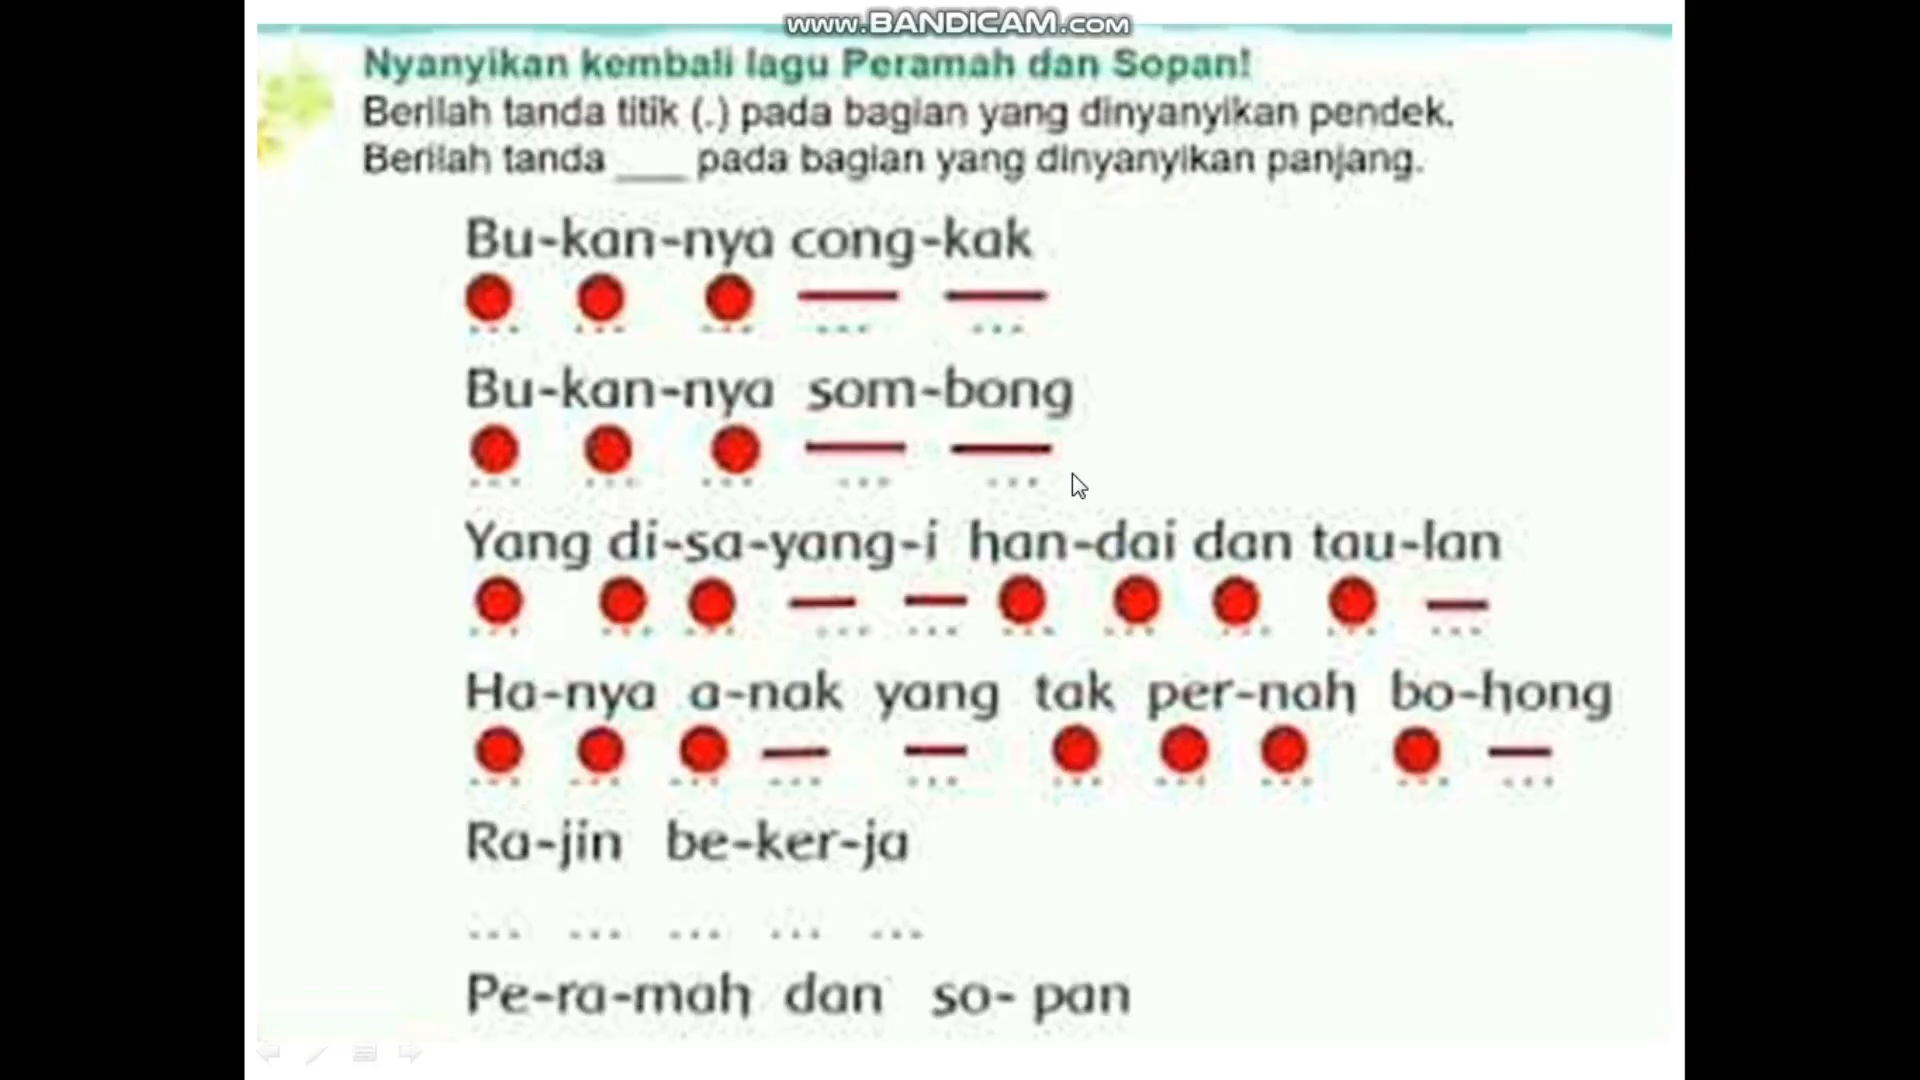 www.BANDICAM.com
Nyanyikan kembali lagu Peramah dan Sopan!
Berilah tanda titik (.) pada bagian yang dinyanyikan pendek.
Berilah tanda ____ pada bagian yang dinyanyikan panjang.
Bu-kan-nya cong-kak
... ... ... ... ...
Bu-kan-nya som-bong
... ... ... ... ...
Yang di-sa-yang-i han-dai dan tau-lan
... ... ... ... ... ... ... ... ... ...
Ha-nya a-nak yang tak per-nah bo-hong
... ... ... ... ... ... ... ... ... ...
Ra-jin be-ker-ja
... ... ... ... ...
Pe-ra-mah dan so- pan